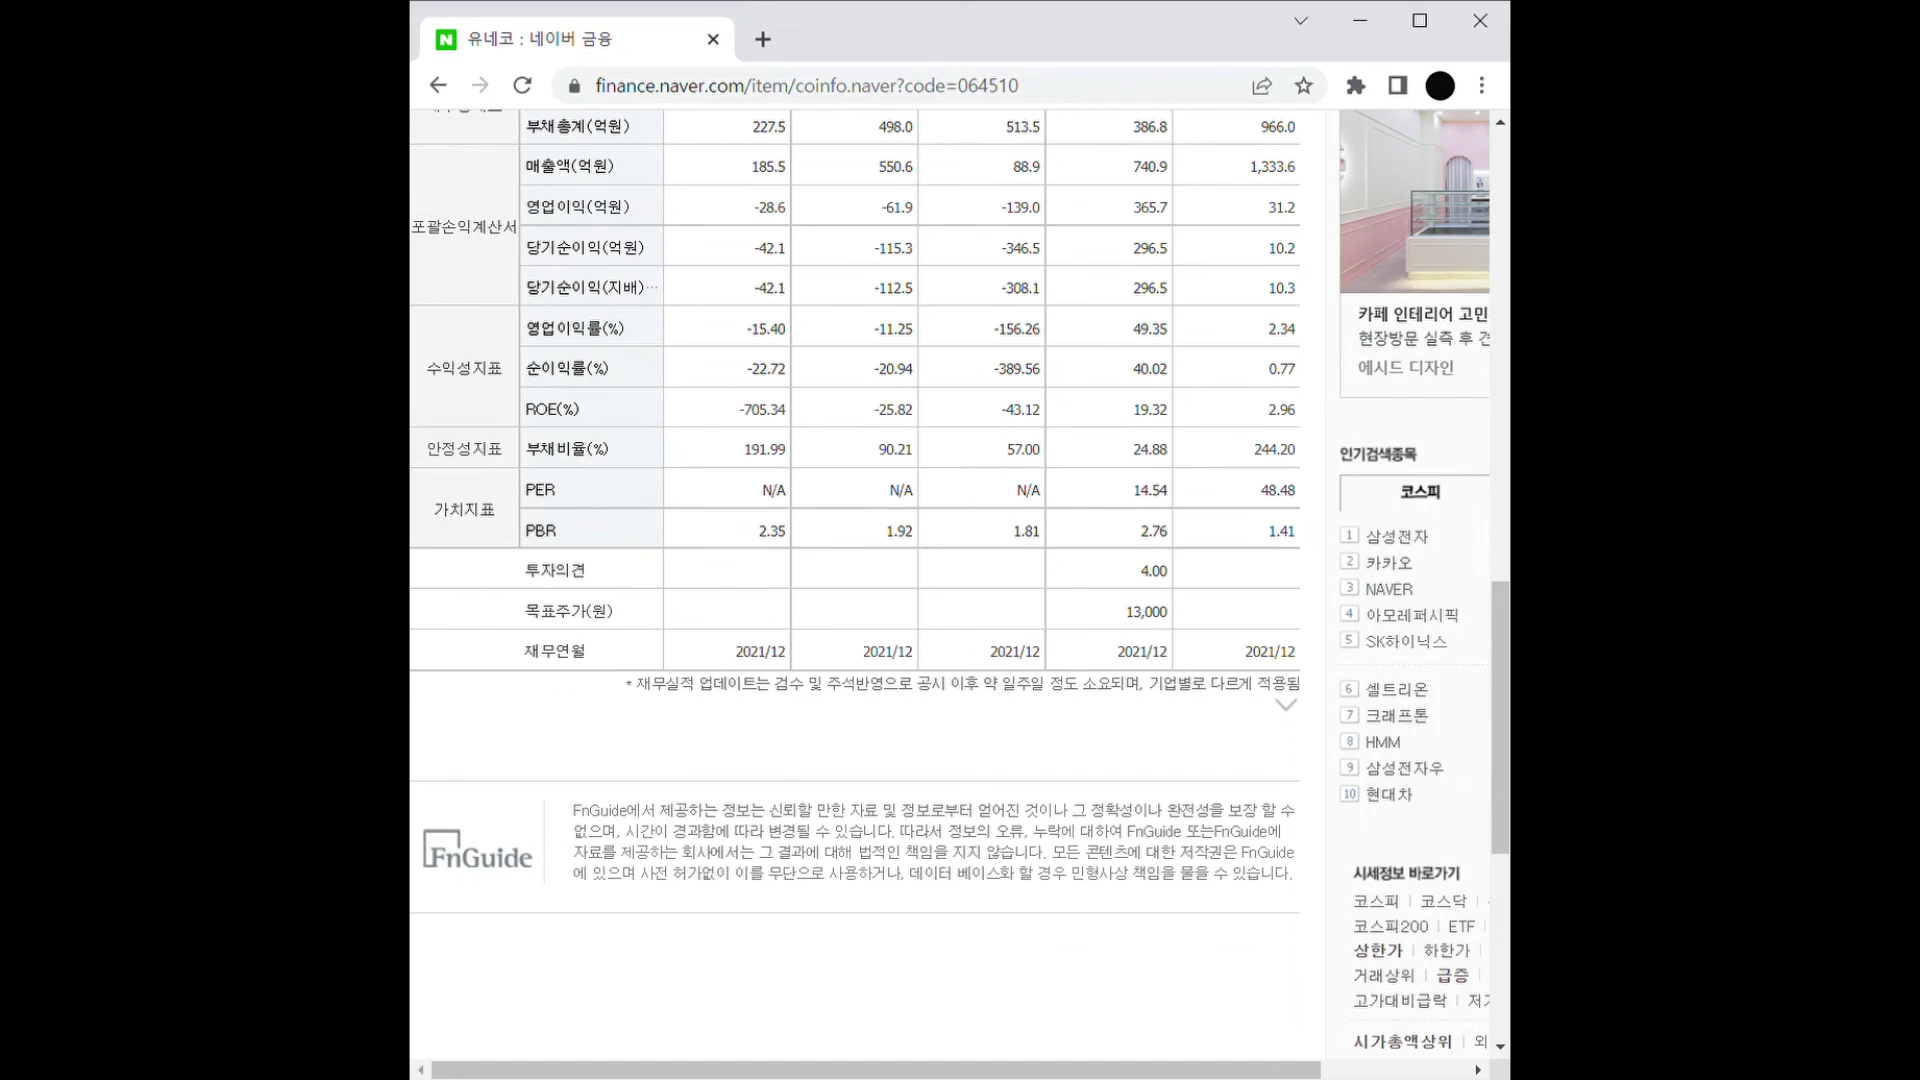 유네코 : 네이버 금융
finance.naver.com/item/coinfo.naver?code=064510
부채총계(억원) 227.5 498.0 513.5 386.8 966.0
포괄손익계산서
매출액(억원) 185.5 550.6 88.9 740.9 1,333.6
영업이익(억원) -28.6 -61.9 -139.0 365.7 31.2
당기순이익(억원) -42.1 -115.3 -346.5 296.5 10.2
당기순이익(지배)… -42.1 -112.5 -308.1 296.5 10.3
수익성지표
영업이익률(%) -15.40 -11.25 -156.26 49.35 2.34
순이익률(%) -22.72 -20.94 -389.56 40.02 0.77
ROE(%) -705.34 -25.82 -43.12 19.32 2.96
안정성지표 부채비율(%) 191.99 90.21 57.00 24.88 244.20
가치지표
PER N/A N/A N/A 14.54 48.48
PBR 2.35 1.92 1.81 2.76 1.41
투자의견 4.00
목표주가(원) 13,000
재무연월 2021/12 2021/12 2021/12 2021/12 2021/12
* 재무실적 업데이트는 검수 및 주석반영으로 공시 이후 약 일주일 정도 소요되며, 기업별로 다르게 적용됨
FnGuide
FnGuide에서 제공하는 정보는 신뢰할 만한 자료 및 정보로부터 얻어진 것이나 그 정확성이나 완전성을 보장 할 수
없으며, 시간이 경과함에 따라 변경될 수 있습니다. 따라서 정보의 오류, 누락에 대하여 FnGuide 또는FnGuide에
자료를 제공하는 회사에서는 그 결과에 대해 법적인 책임을 지지 않습니다. 모든 콘텐츠에 대한 저작권은 FnGuide
에 있으며 사전 허가없이 이를 무단으로 사용하거나, 데이터 베이스화 할 경우 민형사상 책임을 물을 수 있습니다.
카페 인테리어 고민
현장방문 실측 후 견
에시드 디자인
인기검색종목
코스피
1 삼성전자
2 카카오
3 NAVER
4 아모레퍼시픽
5 SK하이닉스
6 셀트리온
7 크래프톤
8 HMM
9 삼성전자우
10 현대차
시세정보 바로가기
코스피 | 코스닥 |
코스피200 | ETF |
상한가 | 하한가 |
거래상위 | 급증 |
고가대비급락 |
시가총액상위 | 외